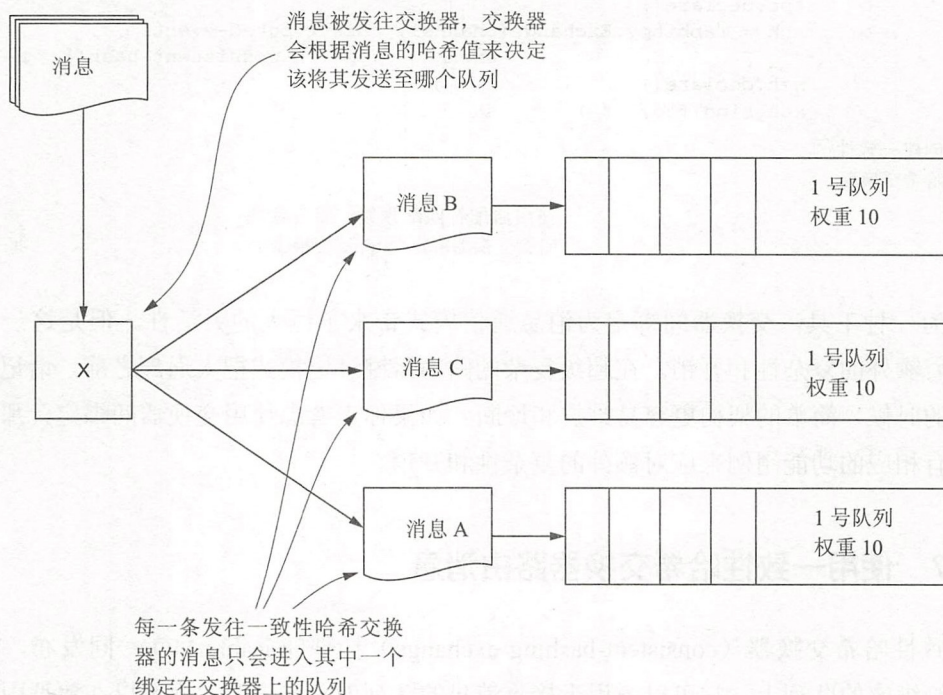 消息
消息被发往交换器，交换器
会根据消息的哈希值来决定
该将其发送至哪个队列
消息 B
1 号队列
权重 10
X
消息 C
1 号队列
权重 10
消息 A
1 号队列
权重 10
每一条发往一致性哈希交换
器的消息只会进入其中一个
绑定在交换器上的队列